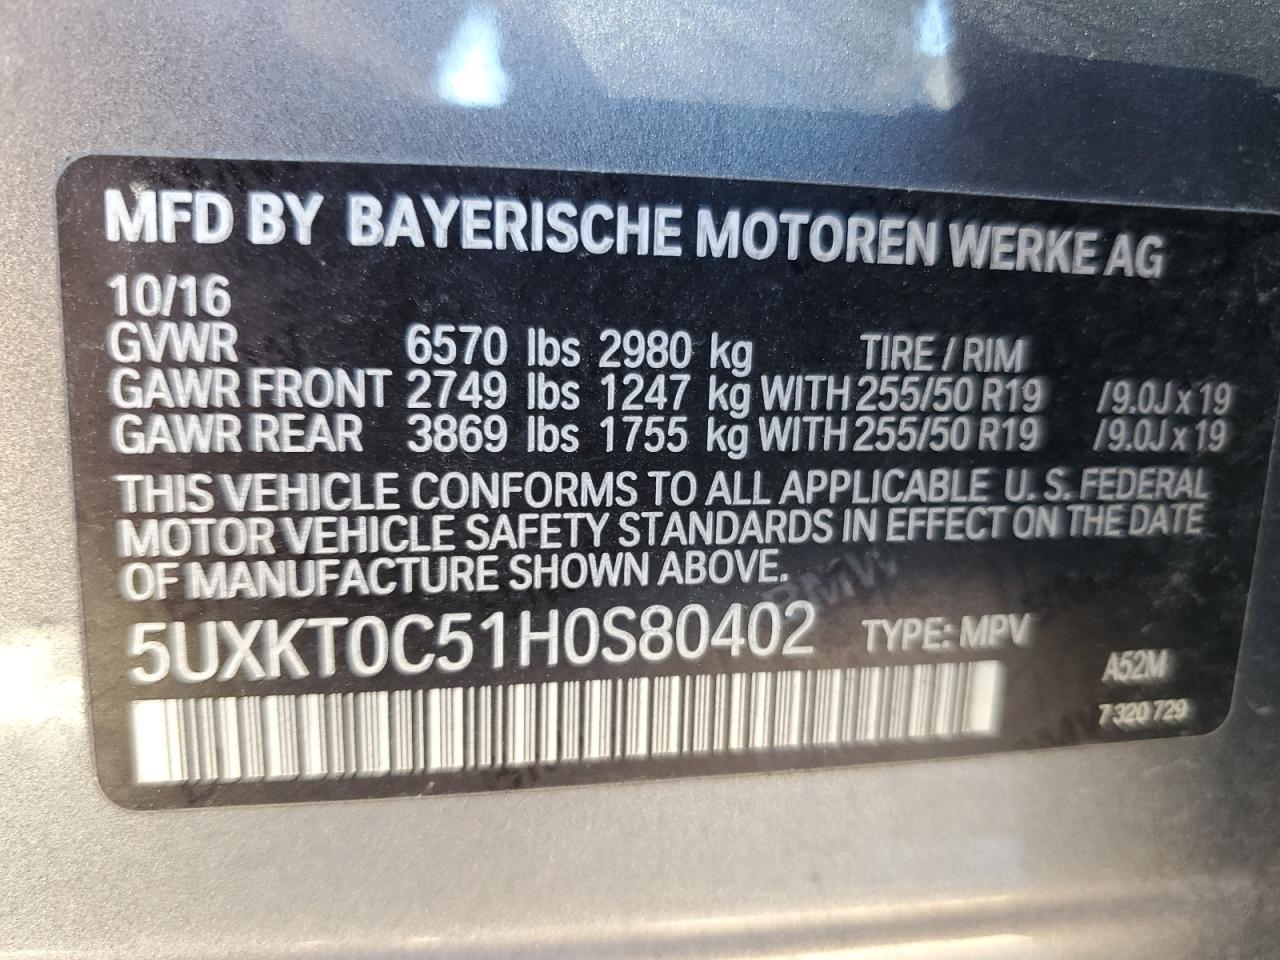 MFD BY BAYERISCHE MOTOREN WERKE AG
10/16
GVWR 6570 lbs 2980 kg TIRE / RIM
GAWR FRONT 2749 lbs 1247 kg WITH 255/50 R19 /9.0J x 19
GAWR REAR 3869 lbs 1755 kg WITH 255/50 R19 /9.0J x 19
THIS VEHICLE CONFORMS TO ALL APPLICABLE U. S. FEDERAL
MOTOR VEHICLE SAFETY STANDARDS IN EFFECT ON THE DATE
OF MANUFACTURE SHOWN ABOVE.
5UXKT0C51H0S80402 TYPE: MPV
A52M
7 320 729